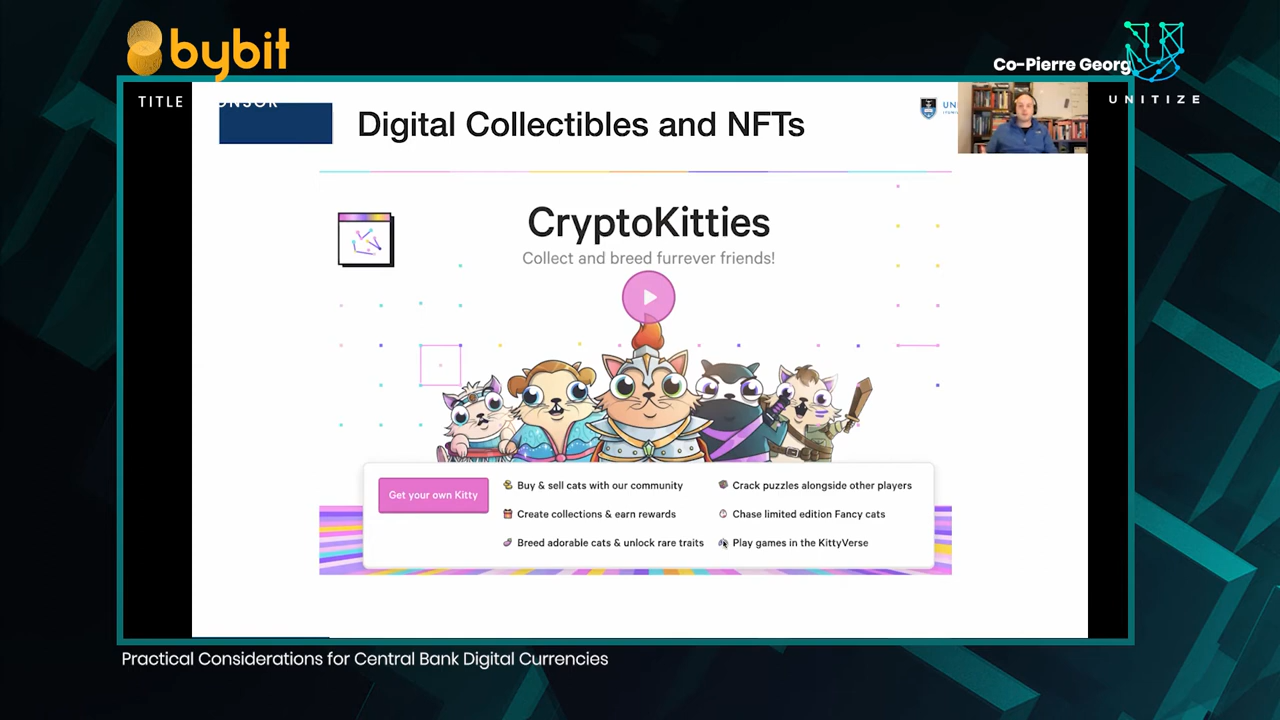 bybit
Co-Pierre Georg
UNITIZE
TITLE
Digital Collectibles and NFTs
CryptoKitties
Collect and breed furrever friends!
Get your own Kitty
Buy & sell cats with our community
Create collections & earn rewards
Breed adorable cats & unlock rare traits
Crack puzzles alongside other players
Chase limited edition Fancy cats
Play games in the KittyVerse
Practical Considerations for Central Bank Digital Currencies